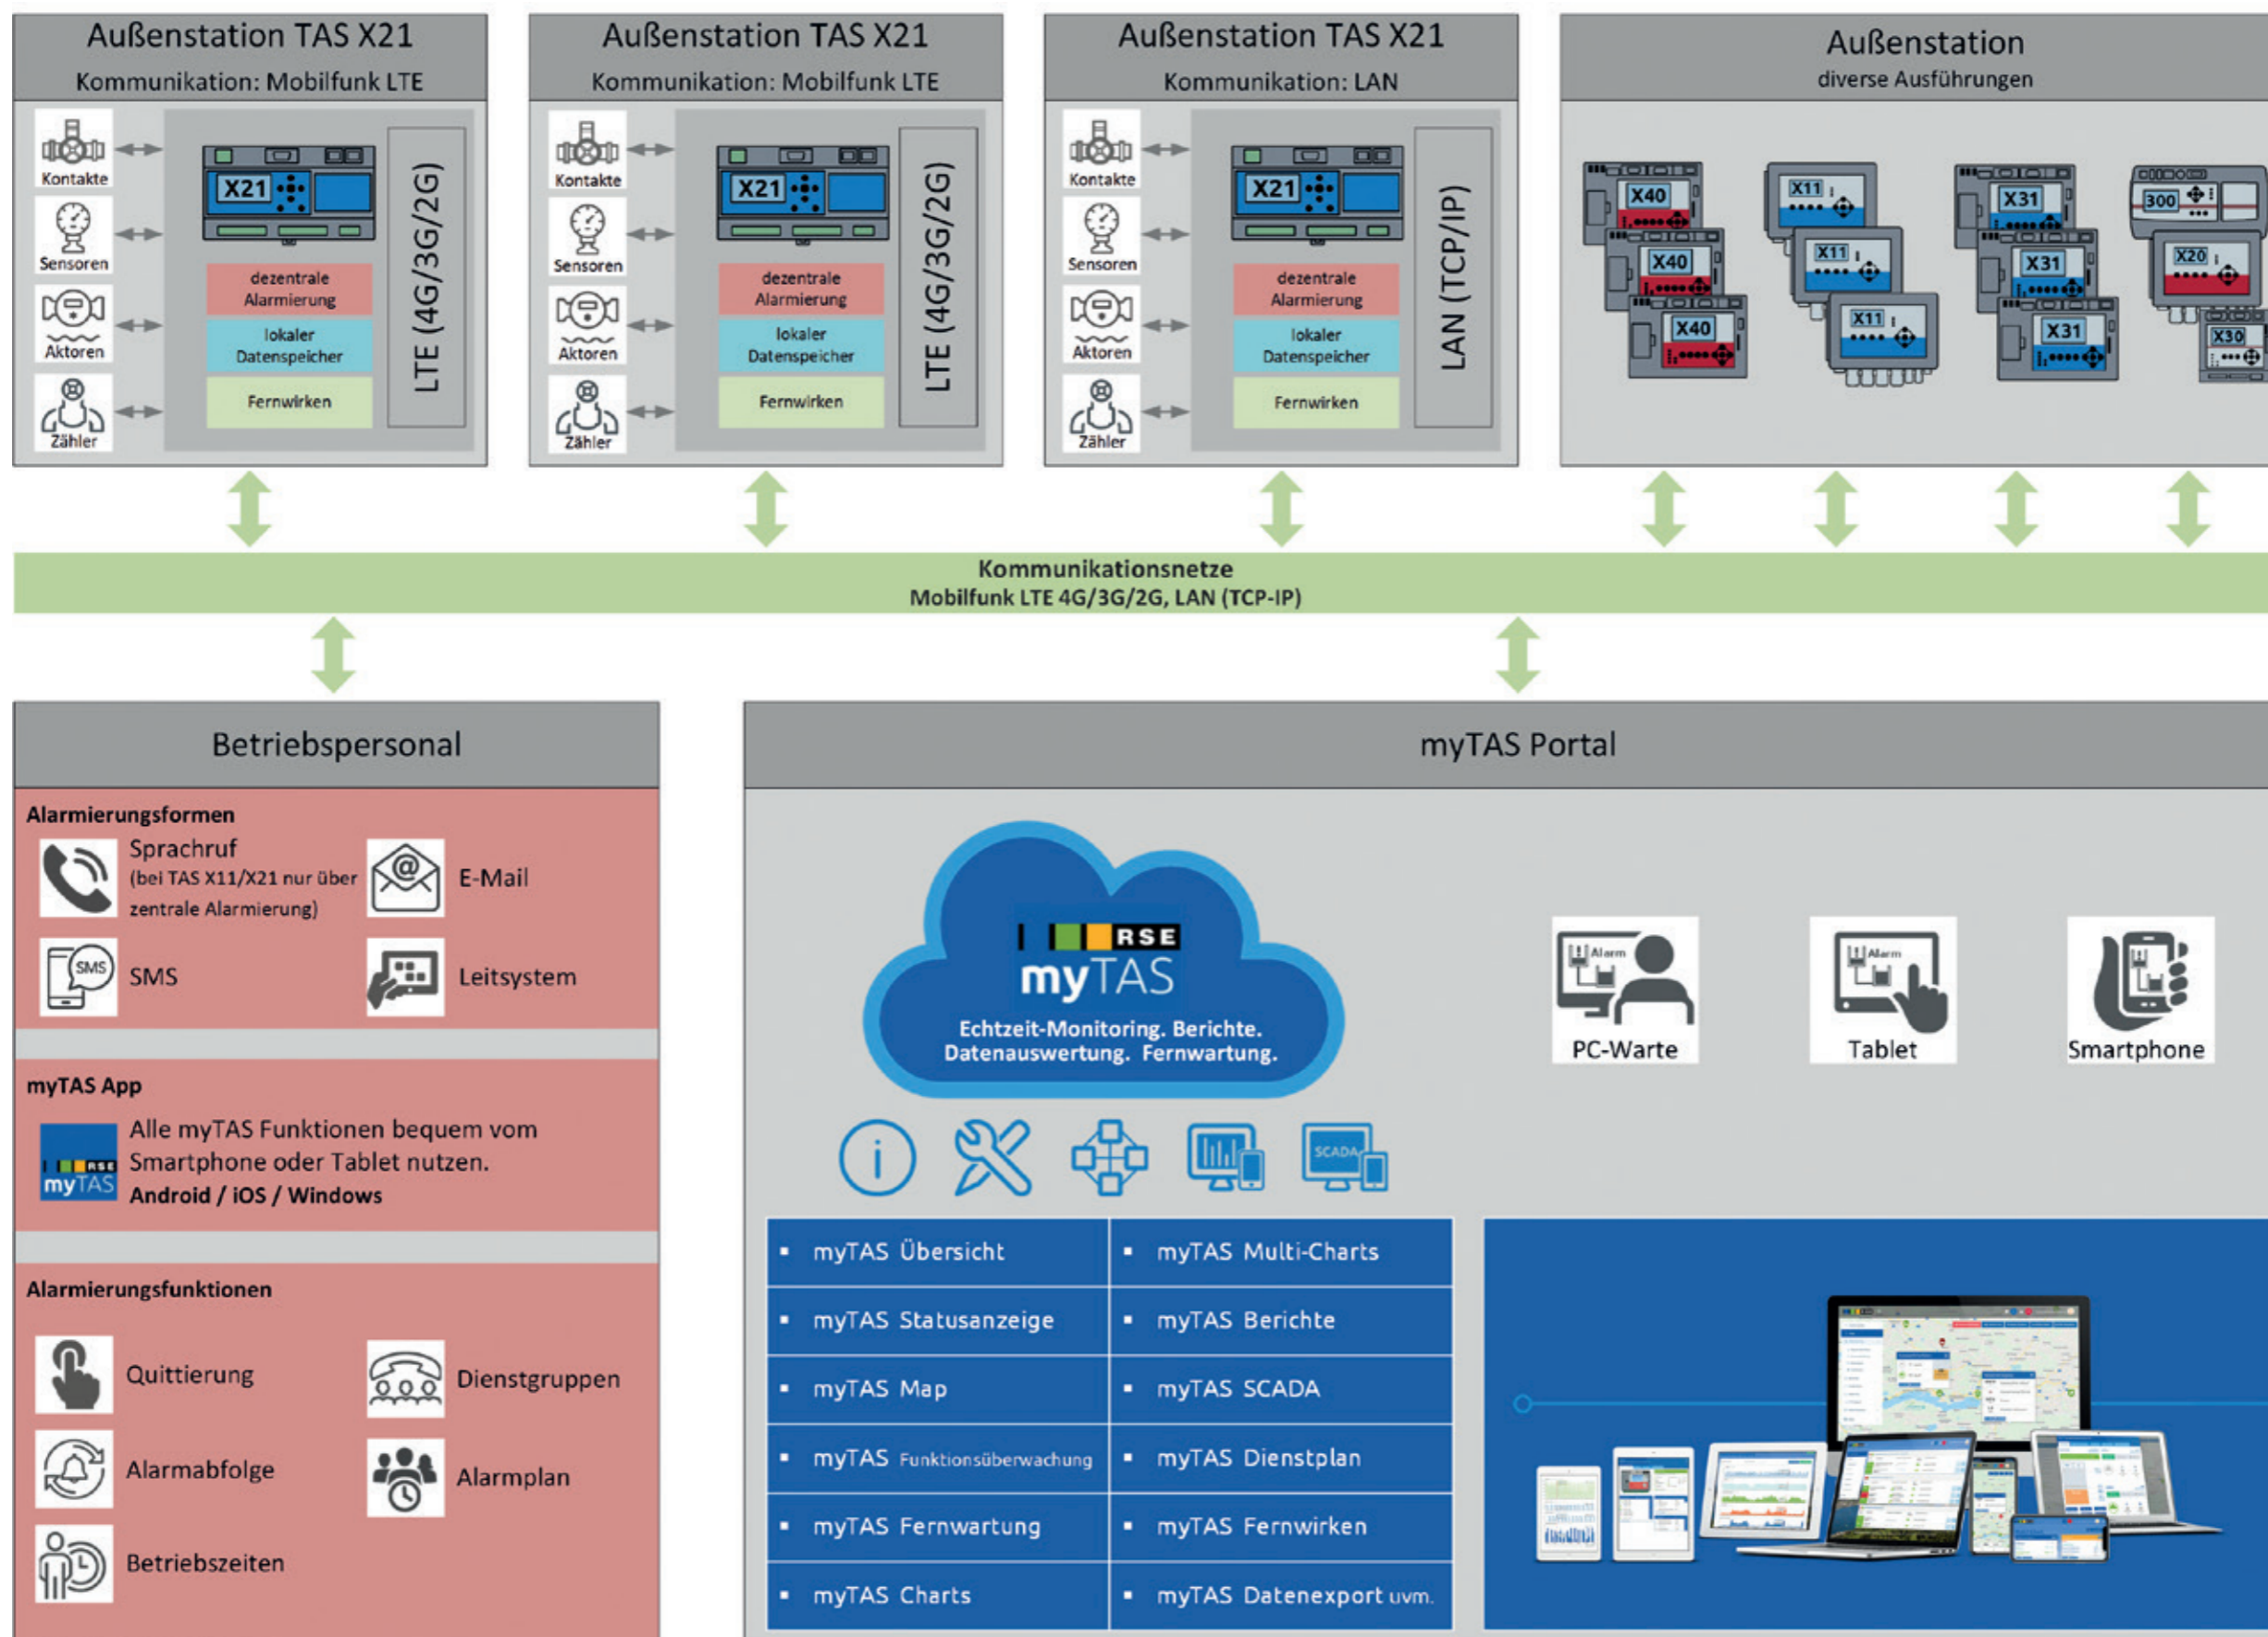 Außenstation TAS X21
Kommunikation: Mobilfunk LTE
Kontakte
Sensoren
Aktoren
Zähler
X21
dezentrale
Alarmierung
lokaler
Datenspeicher
Fernwirken
LTE (4G/3G/2G)
Außenstation TAS X21
Kommunikation: Mobilfunk LTE
Kontakte
Sensoren
Aktoren
Zähler
X21
dezentrale
Alarmierung
lokaler
Datenspeicher
Fernwirken
LTE (4G/3G/2G)
Außenstation TAS X21
Kommunikation: LAN
Kontakte
Sensoren
Aktoren
Zähler
X21
dezentrale
Alarmierung
lokaler
Datenspeicher
Fernwirken
LAN (TCP/IP)
Außenstation
diverse Ausführungen
X40
X40
X40
X11
X11
X11
X31
X31
X31
300
X20
X30
Kommunikationsnetze
Mobilfunk LTE 4G/3G/2G, LAN (TCP-IP)
Betriebspersonal
Alarmierungsformen
Sprachruf
(bei TAS X11/X21 nur über
zentrale Alarmierung)
@
E-Mail
SMS
SMS
Leitsystem
myTAS App
RSE
myTAS
Alle myTAS Funktionen bequem vom
Smartphone oder Tablet nutzen.
Android / iOS / Windows
Alarmierungsfunktionen
Quittierung
Dienstgruppen
Alarmabfolge
Alarmplan
Betriebszeiten
myTAS Portal
RSE
myTAS
Echtzeit-Monitoring. Berichte.
Datenauswertung. Fernwartung.
Alarm
PC-Warte
Alarm
Tablet
Smartphone
i
SCADA
▪ myTAS Übersicht
▪ myTAS Multi-Charts
▪ myTAS Statusanzeige
▪ myTAS Berichte
▪ myTAS Map
▪ myTAS SCADA
▪ myTAS Funktionsüberwachung
▪ myTAS Dienstplan
▪ myTAS Fernwartung
▪ myTAS Fernwirken
▪ myTAS Charts
▪ myTAS Datenexport uvm.